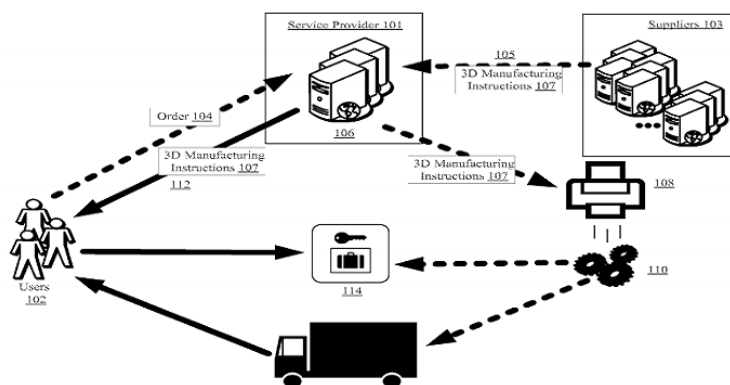 Service Provider 101
Suppliers 103
105
3D Manufacturing
Instructions 107
Order 104
106
3D Manufacturing
Instructions 107
112
3D Manufacturing
Instructions 107
108
Users
102
114
110